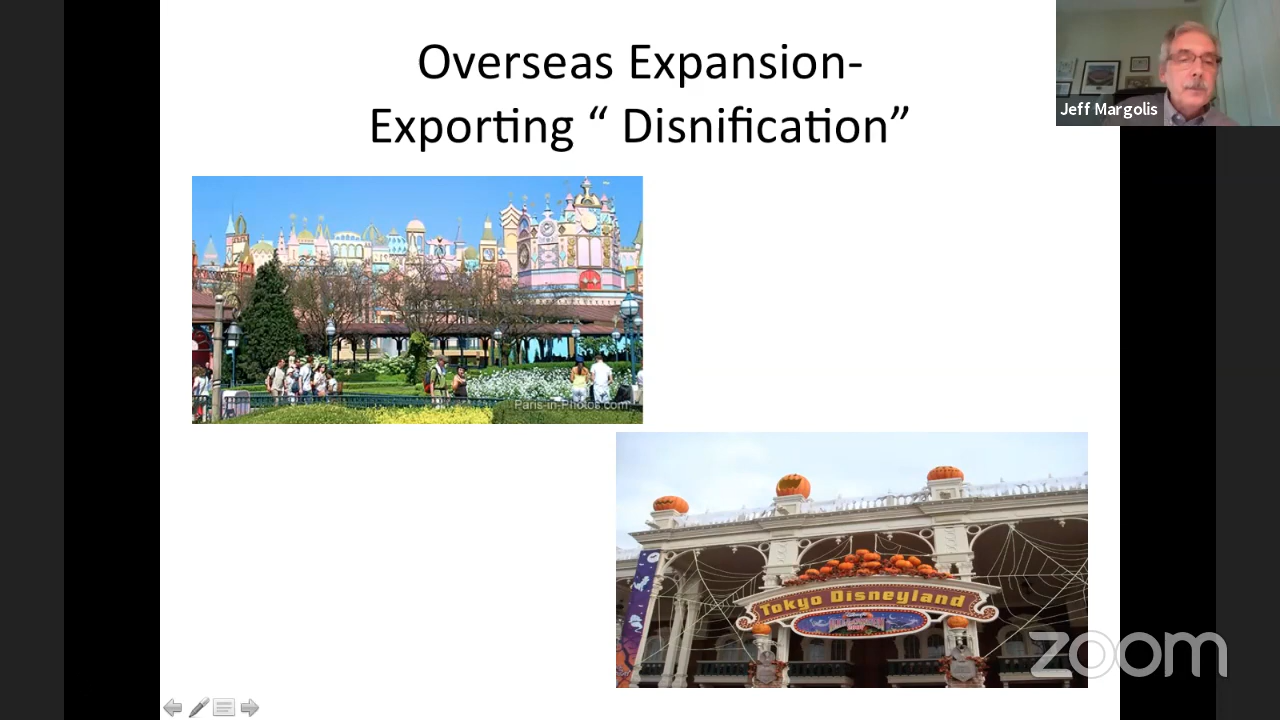 Overseas Expansion-
Exporting “ Disnification”
Jeff Margolis
Paris-in-Photos.com
Tokyo Disneyland
zoom